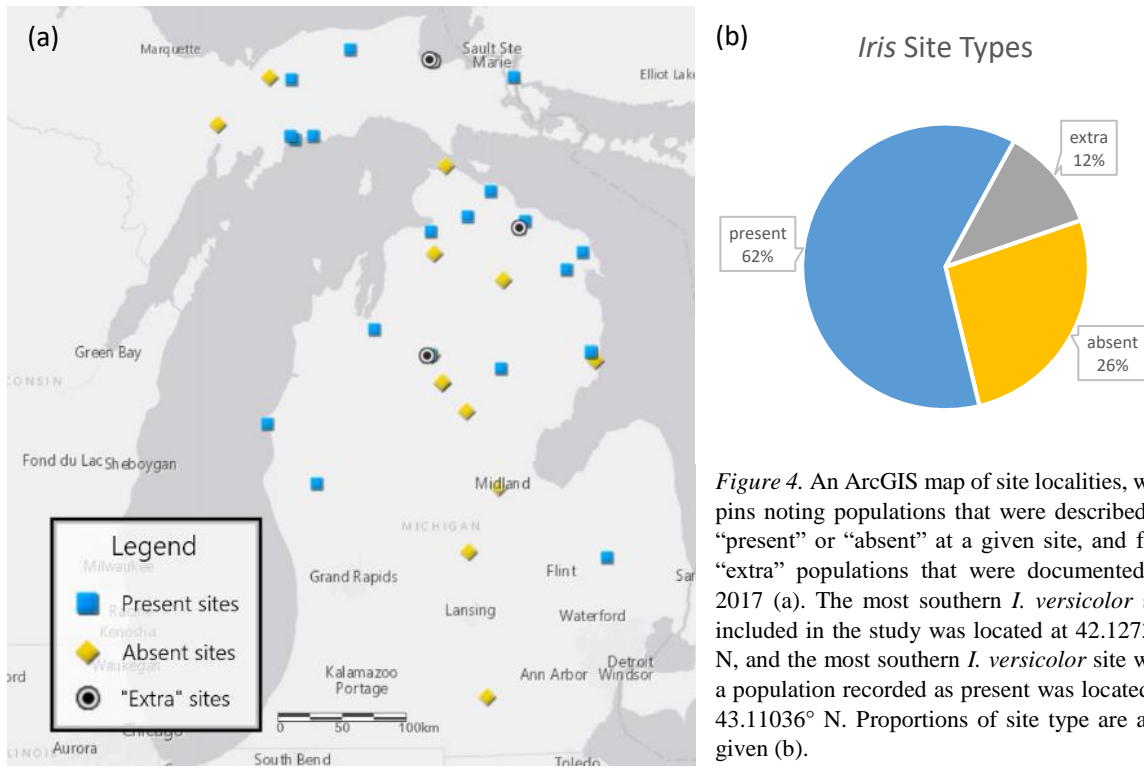 (a)
Marquette
Sault Ste
Marie
Elliot Lake
Green Bay
CONSIN
Fond du Lac
Sheboygan
Midland
MICHIGAN
Grand Rapids
Flint
Lansing
Waterford
Kalamazoo
Portage
Ann Arbor
Detroit
Windsor
South Bend
Toledo
Aurora
Legend
Milwaukee
Present sites
Kenosha
Absent sites
Waukegan
"Extra" sites
Chicago
0 50 100km
(b)
Iris Site Types
extra
12%
present
62%
absent
26%
Figure 4. An ArcGIS map of site localities, w
pins noting populations that were described
"present" or "absent" at a given site, and f
"extra" populations that were documented
2017 (a). The most southern I. versicolor s
included in the study was located at 42.127
N, and the most southern I. versicolor site w
a population recorded as present was located
43.11036° N. Proportions of site type are a
given (b).